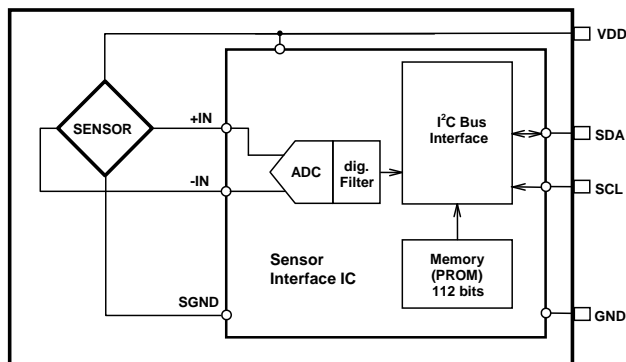 VDD
SENSOR
+IN
I²C Bus
Interface
SDA
ADC
dig.
Filter
-IN
SCL
Sensor
Interface IC
Memory
(PROM)
112 bits
SGND
GND